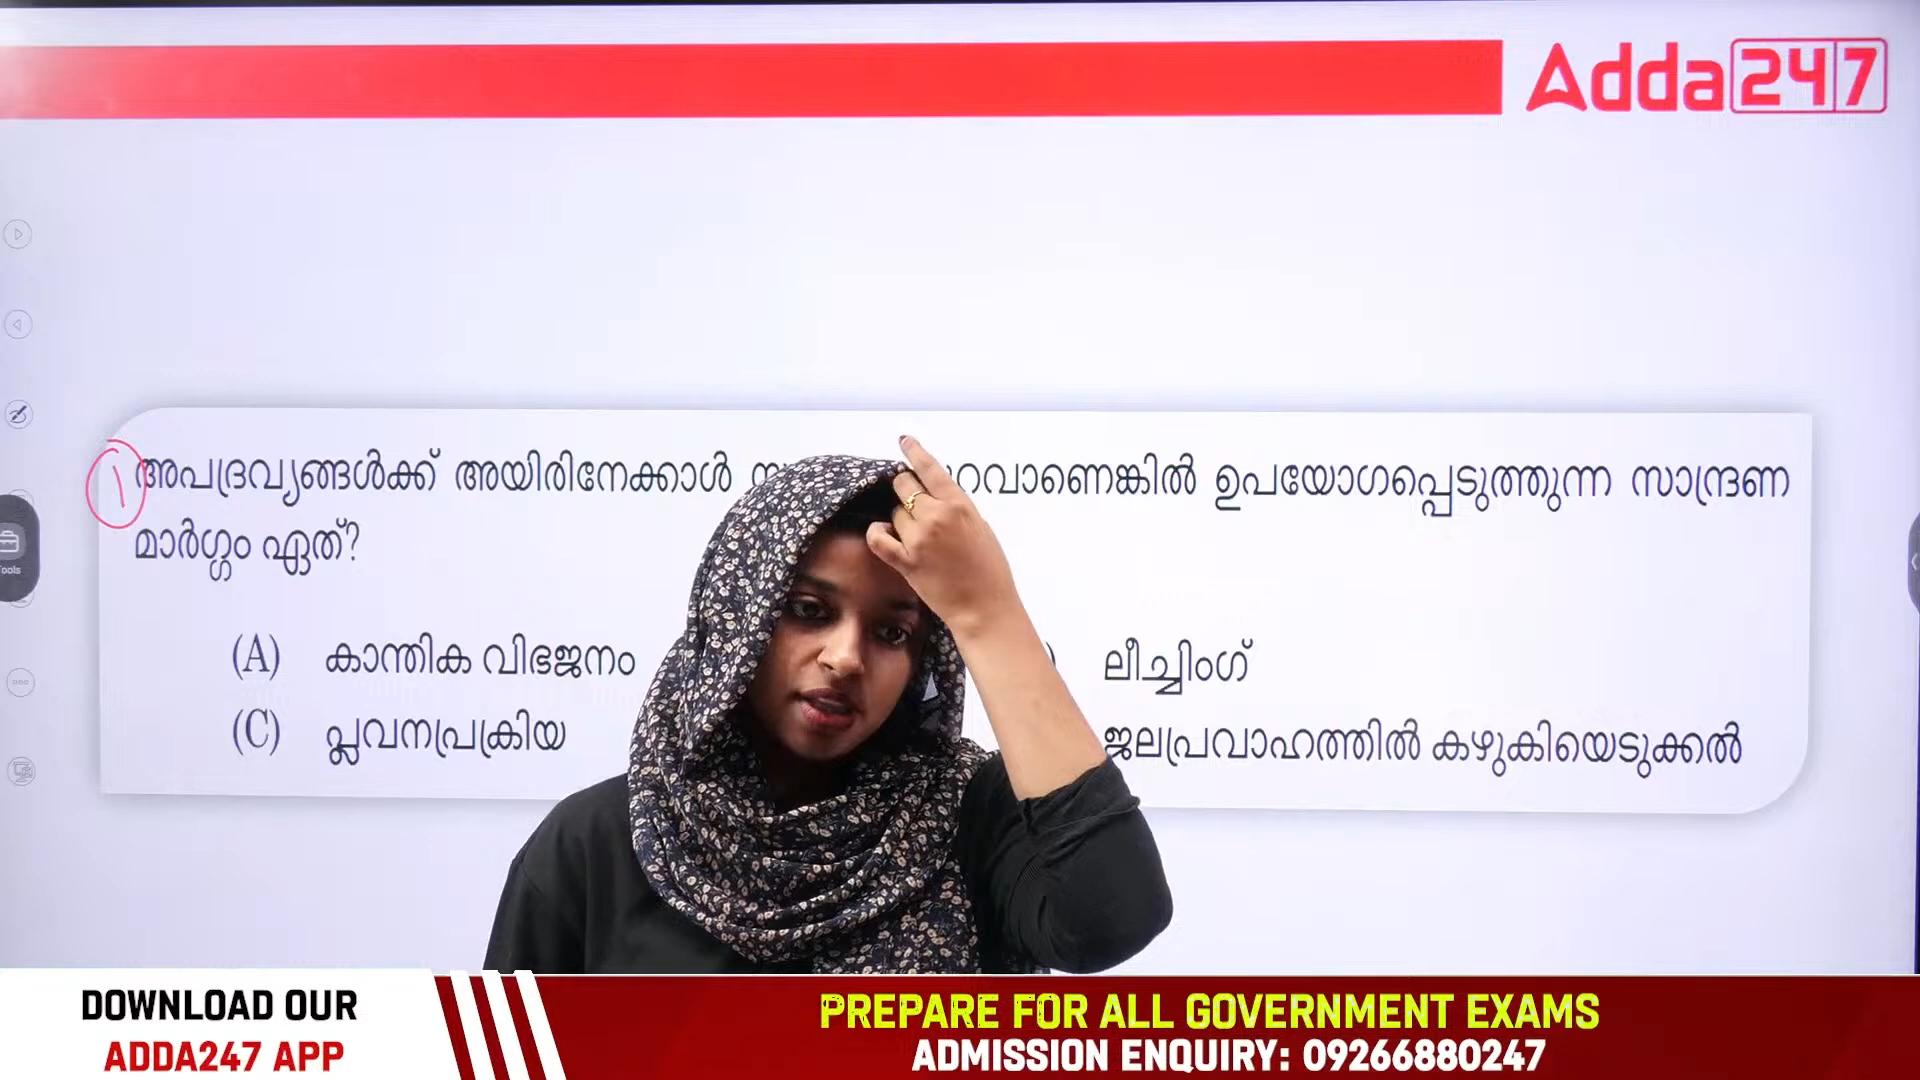 Adda247
അപദ്രവ്യങ്ങൾക്ക് അയിരിനേക്കാൾ ഉപയോഗപ്പെടുത്തുന്ന സാന്ദ്രണ
മാർഗ്ഗം ഏത്?
(A) കാന്തിക വിഭജനം ലീച്ചിംഗ്
(C) പ്ലവനപ്രക്രിയ ജലപ്രവാഹത്തിൽ കഴുകിയെടുക്കൽ
Tools
DOWNLOAD OUR
ADDA247 APP
PREPARE FOR ALL GOVERNMENT EXAMS
ADMISSION ENQUIRY: 09266880247